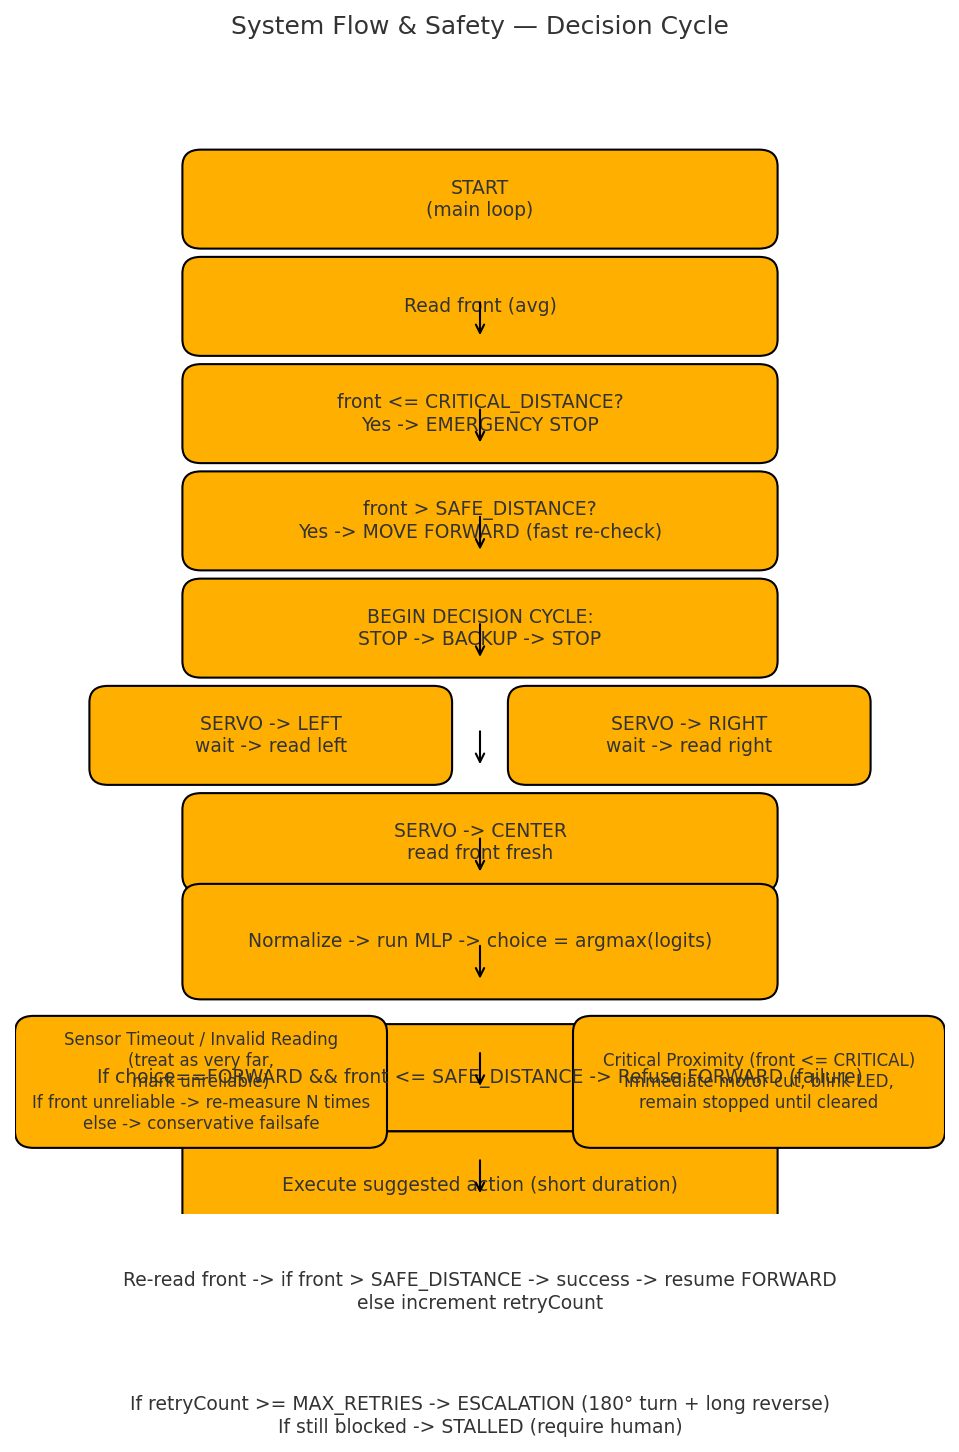 System Flow & Safety — Decision Cycle
START
(main loop)
Read front (avg)
front <= CRITICAL_DISTANCE?
Yes -> EMERGENCY STOP
front > SAFE_DISTANCE?
Yes -> MOVE FORWARD (fast re-check)
BEGIN DECISION CYCLE:
STOP -> BACKUP -> STOP
SERVO -> LEFT
wait -> read left
SERVO -> RIGHT
wait -> read right
SERVO -> CENTER
read front fresh
Normalize -> run MLP -> choice = argmax(logits)
Sensor Timeout / Invalid Reading
(treat as very far,
mark unreliable)
If front unreliable -> re-measure N times
else -> conservative failsafe
If choice==FORWARD && front <= SAFE_DISTANCE -> Refuse FORWARD (failure)
Critical Proximity (front <= CRITICAL)
Immediate motor cut, blink LED,
remain stopped until cleared
Execute suggested action (short duration)
Re-read front -> if front > SAFE_DISTANCE -> success -> resume FORWARD
else increment retryCount
If retryCount >= MAX_RETRIES -> ESCALATION (180° turn + long reverse)
If still blocked -> STALLED (require human)